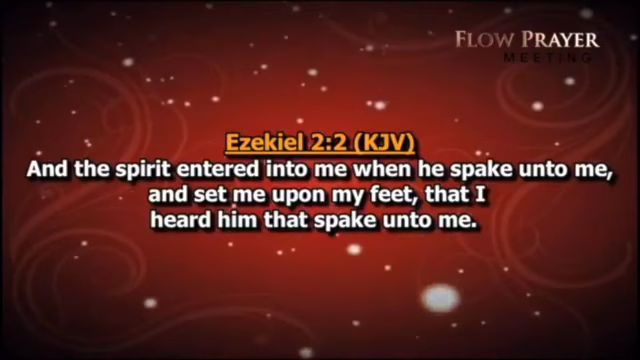 FLOW PRAYER
MEETING
Ezekiel 2:2 (KJV)
And the spirit entered into me when he spake unto me,
and set me upon my feet, that I
heard him that spake unto me.